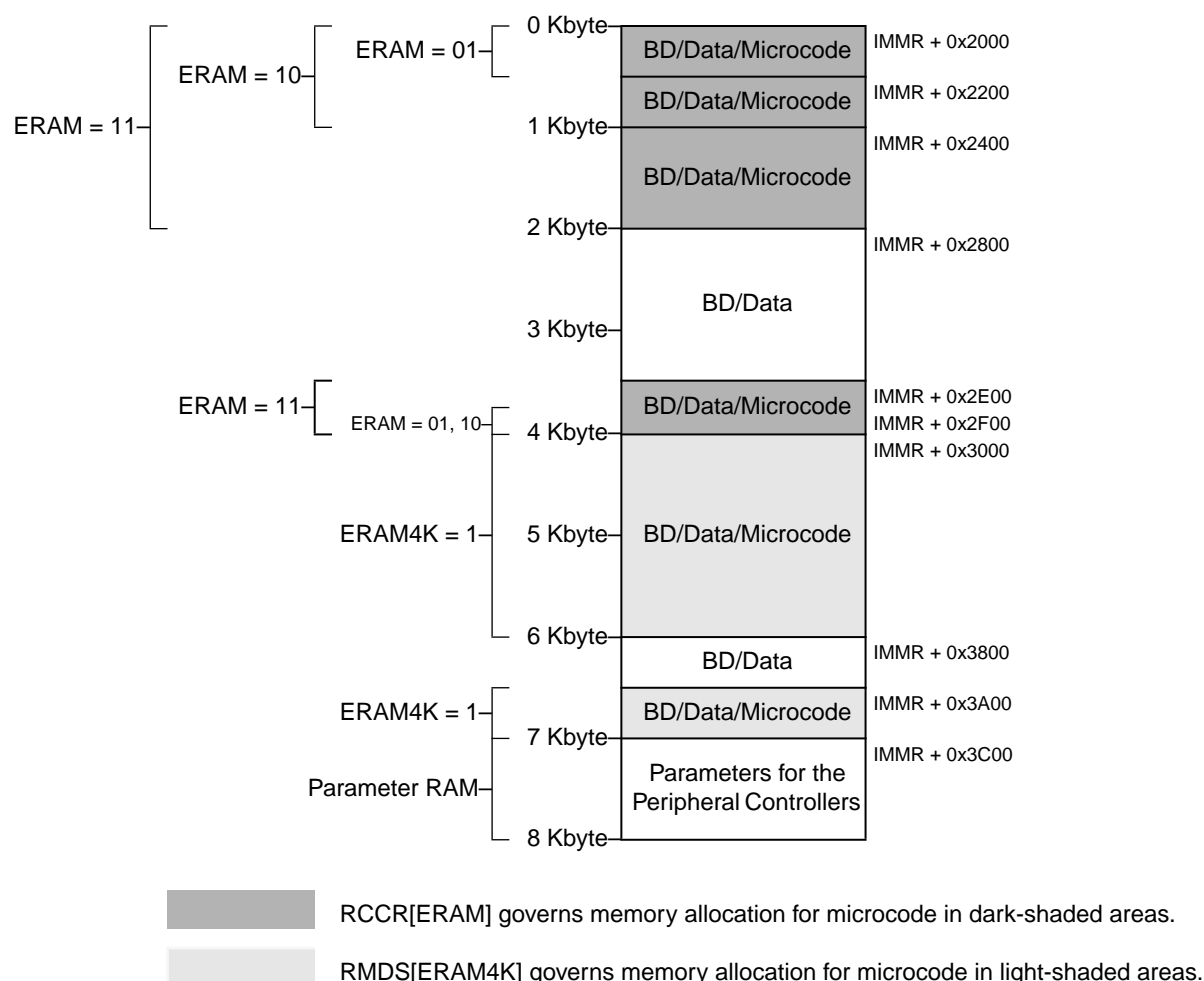 0 Kbyte
IMMR + 0x2000
ERAM = 01
BD/Data/Microcode
ERAM = 10
IMMR + 0x2200
BD/Data/Microcode
ERAM = 11
1 Kbyte
IMMR + 0x2400
BD/Data/Microcode
2 Kbyte
IMMR + 0x2800
BD/Data
3 Kbyte
IMMR + 0x2E00
ERAM = 11
BD/Data/Microcode
ERAM = 01, 10
IMMR + 0x2F00
4 Kbyte
IMMR + 0x3000
ERAM4K = 1
5 Kbyte
BD/Data/Microcode
6 Kbyte
IMMR + 0x3800
BD/Data
IMMR + 0x3A00
ERAM4K = 1
BD/Data/Microcode
7 Kbyte
IMMR + 0x3C00
Parameter RAM
Parameters for the
Peripheral Controllers
8 Kbyte
RCCR[ERAM] governs memory allocation for microcode in dark-shaded areas.
RMDS[ERAM4K] governs memory allocation for microcode in light-shaded areas.